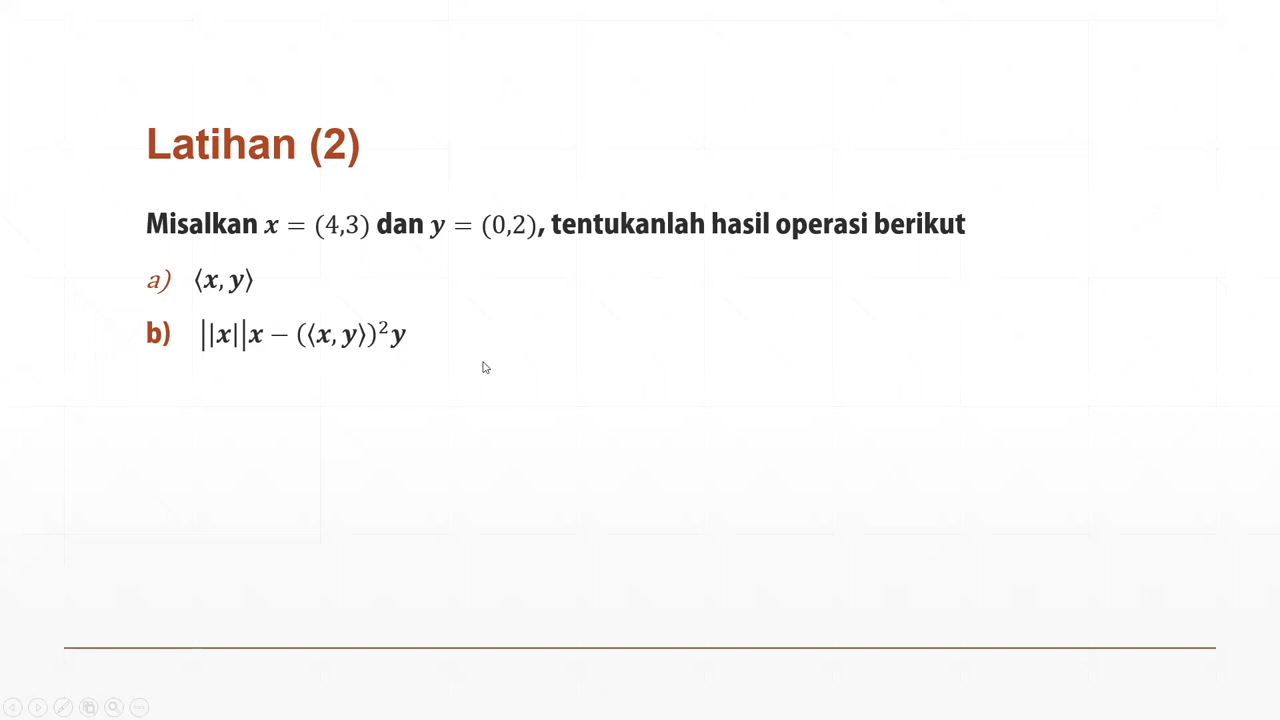 Latihan (2)
Misalkan x = (4,3) dan y = (0,2), tentukanlah hasil operasi berikut
a) ⟨x, y⟩
b) ||x||x − (⟨x, y⟩)²y